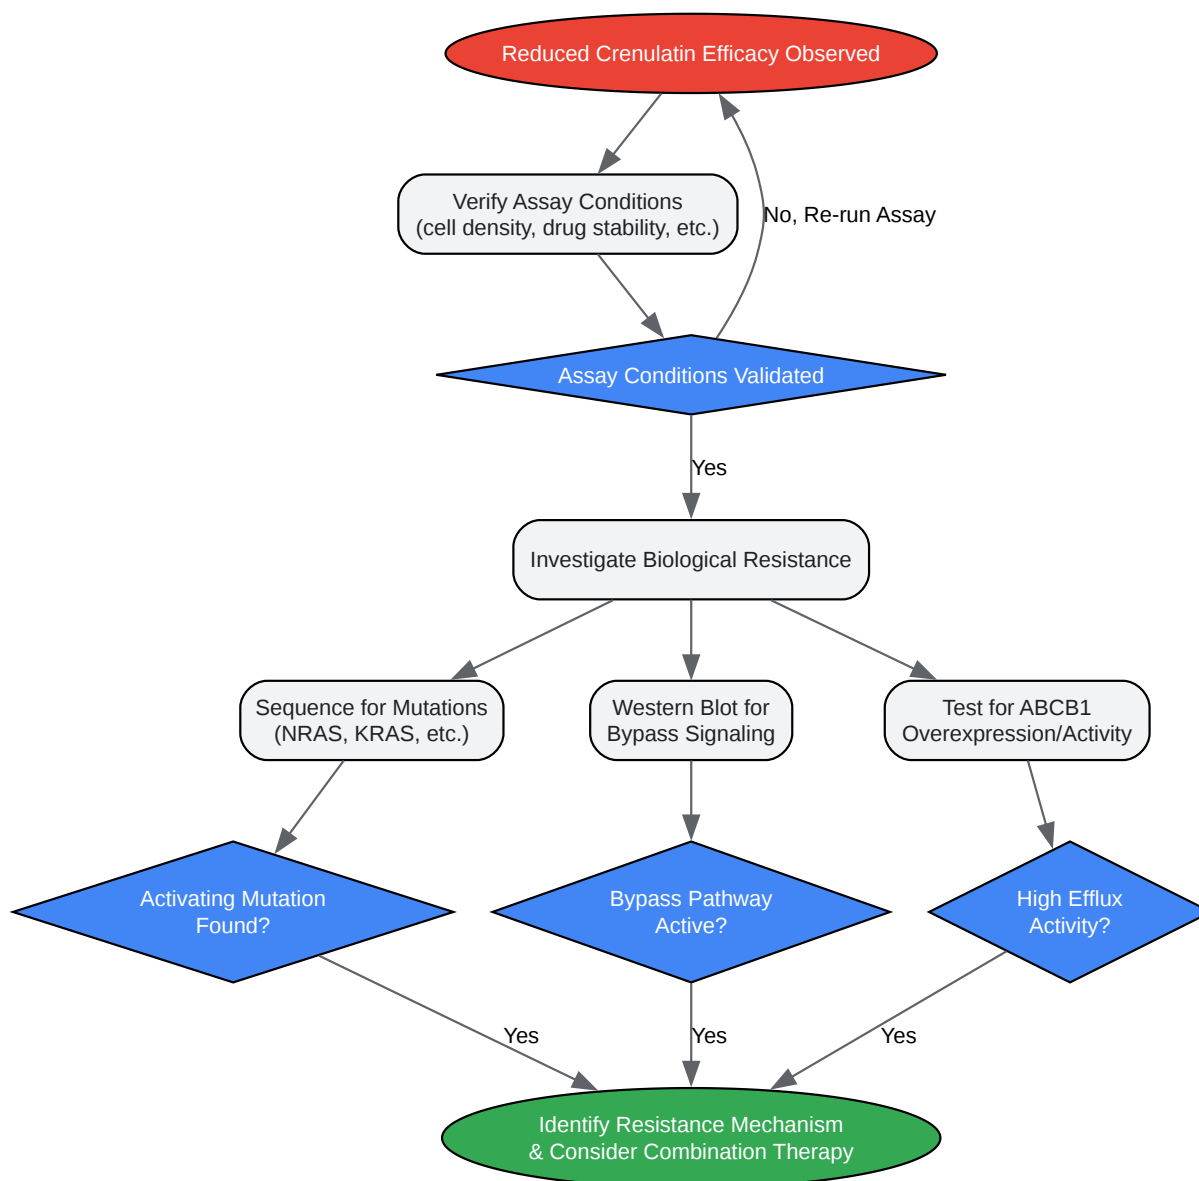 Reduced Crenulatin Efficacy Observed
Verify Assay Conditions
(cell density, drug stability, etc.)
No, Re-run Assay
Assay Conditions Validated
Yes
Investigate Biological Resistance
Sequence for Mutations
(NRAS, KRAS, etc.)
Western Blot for
Bypass Signaling
Test for ABCB1
Overexpression/Activity
Activating Mutation
Found?
Bypass Pathway
Active?
High Efflux
Activity?
Yes
Yes
Yes
Identify Resistance Mechanism
& Consider Combination Therapy